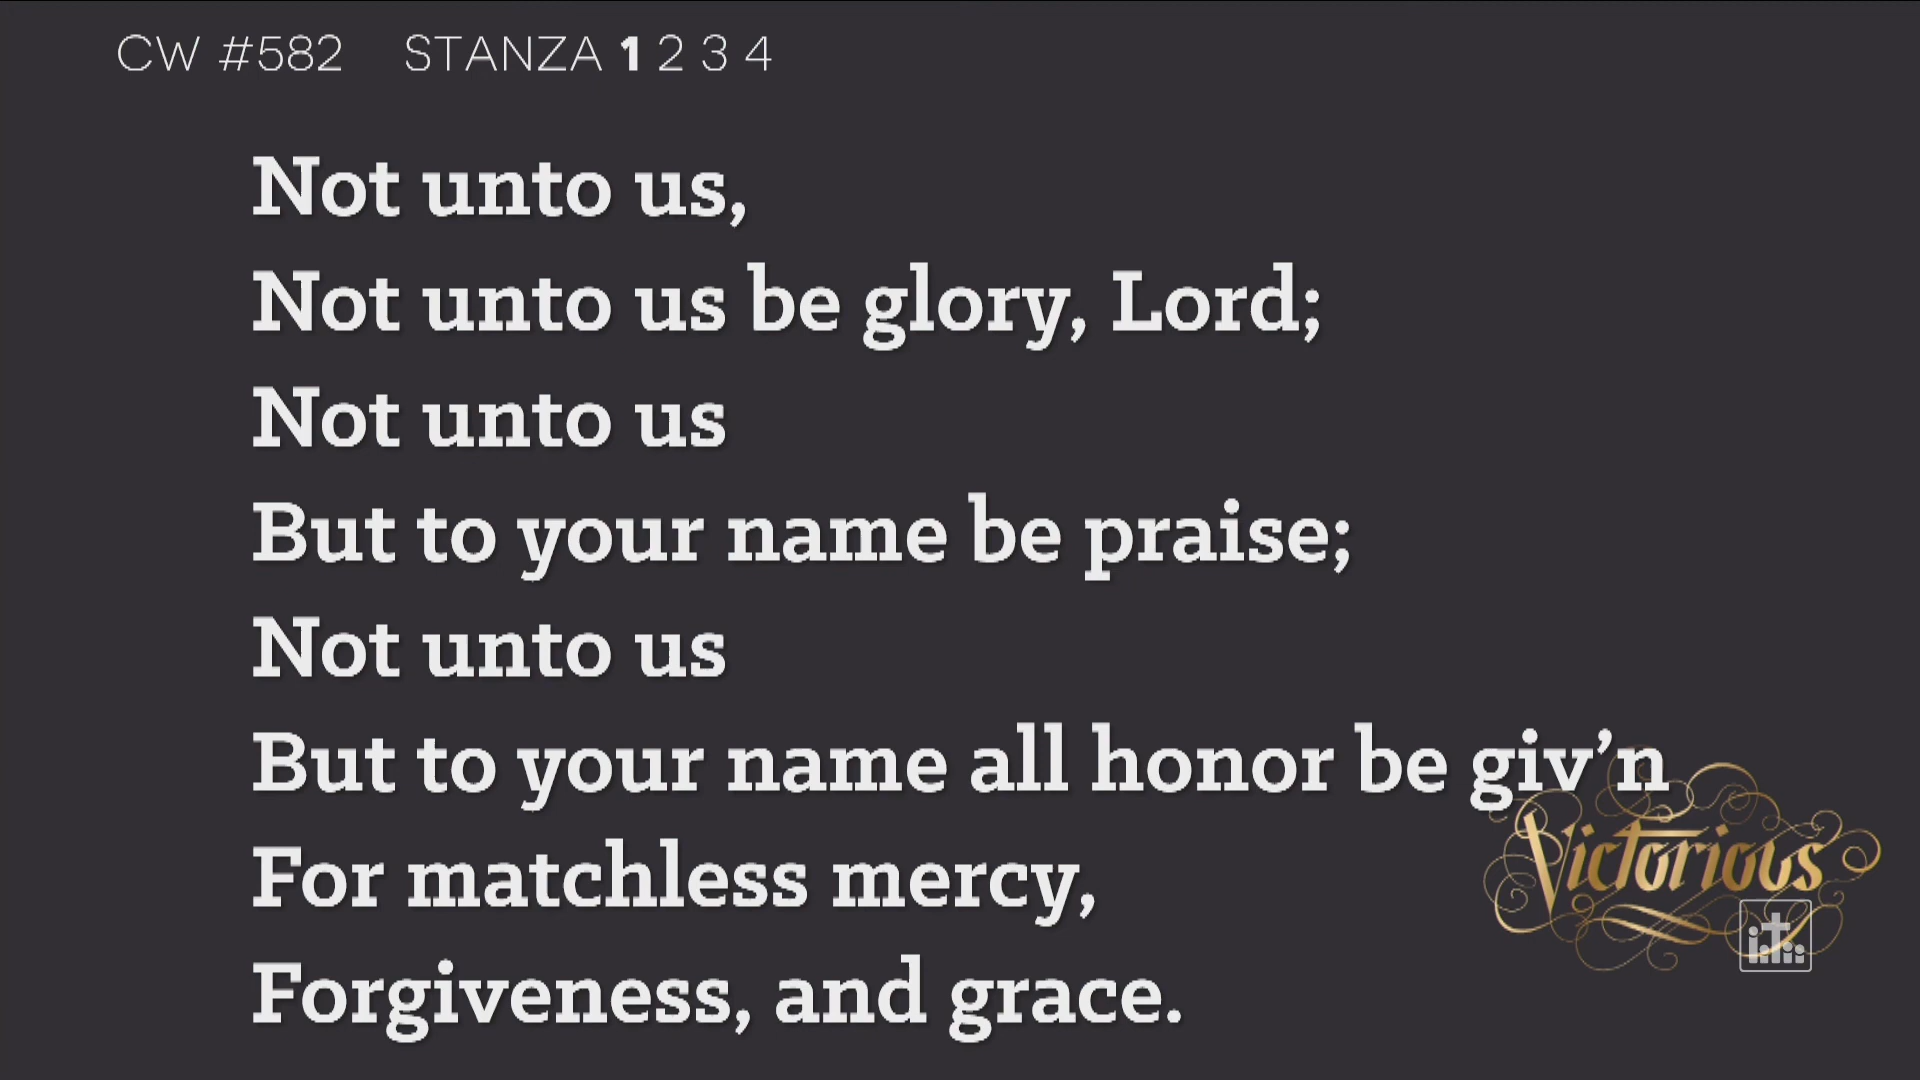 CW #582 STANZA 1 2 3 4
Not unto us,
Not unto us be glory, Lord;
Not unto us
But to your name be praise;
Not unto us
But to your name all honor be giv’n
For matchless mercy,
Forgiveness, and grace.
Victorious